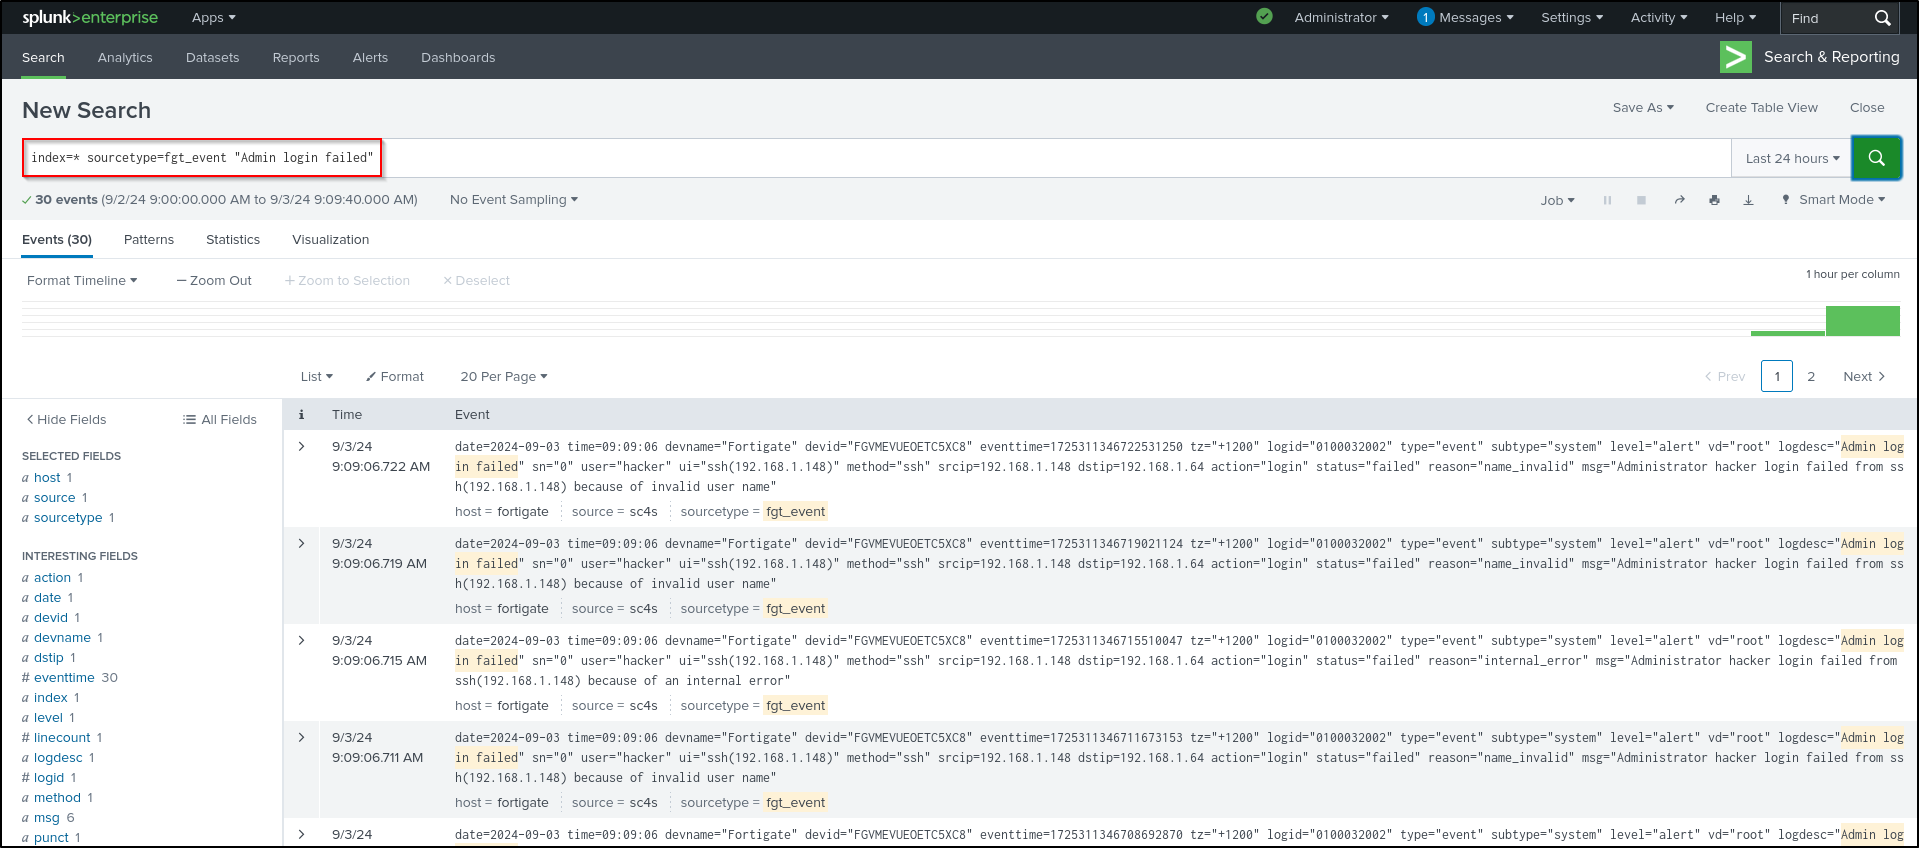 splunk>enterprise Apps Administrator 1 Messages Settings Activity Help Find
Search Analytics Datasets Reports Alerts Dashboards Search & Reporting
New Search Save As Create Table View Close
index=* sourcetype=fgt_event "Admin login failed" Last 24 hours
30 events (9/2/24 9:00:00.000 AM to 9/3/24 9:09:40.000 AM) No Event Sampling Job Smart Mode
Events (30) Patterns Statistics Visualization
Format Timeline — Zoom Out + Zoom to Selection × Deselect 1 hour per column
List Format 20 Per Page < Prev 1 2 Next >
< Hide Fields All Fields
SELECTED FIELDS
a host 1
a source 1
a sourcetype 1
INTERESTING FIELDS
a action 1
a date 1
a devid 1
a devname 1
a dstip 1
# eventtime 30
a index 1
a level 1
# linecount 1
a logdesc 1
# logid 1
a method 1
a msg 6
a punct 1
i Time Event
> 9/3/24
9:09:06.722 AM
date=2024-09-03 time=09:09:06 devname="Fortigate" devid="FGVMEVUEOETC5XC8" eventtime=1725311346722531250 tz="+1200" logid="0100032002" type="event" subtype="system" level="alert" vd="root" logdesc="Admin log
in failed" sn="0" user="hacker" ui="ssh(192.168.1.148)" method="ssh" srcip=192.168.1.148 dstip=192.168.1.64 action="login" status="failed" reason="name_invalid" msg="Administrator hacker login failed from ss
h(192.168.1.148) because of invalid user name"
host = fortigate source = sc4s sourcetype = fgt_event
> 9/3/24
9:09:06.719 AM
date=2024-09-03 time=09:09:06 devname="Fortigate" devid="FGVMEVUEOETC5XC8" eventtime=1725311346719021124 tz="+1200" logid="0100032002" type="event" subtype="system" level="alert" vd="root" logdesc="Admin log
in failed" sn="0" user="hacker" ui="ssh(192.168.1.148)" method="ssh" srcip=192.168.1.148 dstip=192.168.1.64 action="login" status="failed" reason="name_invalid" msg="Administrator hacker login failed from ss
h(192.168.1.148) because of invalid user name"
host = fortigate source = sc4s sourcetype = fgt_event
> 9/3/24
9:09:06.715 AM
date=2024-09-03 time=09:09:06 devname="Fortigate" devid="FGVMEVUEOETC5XC8" eventtime=1725311346715510047 tz="+1200" logid="0100032002" type="event" subtype="system" level="alert" vd="root" logdesc="Admin log
in failed" sn="0" user="hacker" ui="ssh(192.168.1.148)" method="ssh" srcip=192.168.1.148 dstip=192.168.1.64 action="login" status="failed" reason="internal_error" msg="Administrator hacker login failed from
ssh(192.168.1.148) because of an internal error"
host = fortigate source = sc4s sourcetype = fgt_event
> 9/3/24
9:09:06.711 AM
date=2024-09-03 time=09:09:06 devname="Fortigate" devid="FGVMEVUEOETC5XC8" eventtime=1725311346711673153 tz="+1200" logid="0100032002" type="event" subtype="system" level="alert" vd="root" logdesc="Admin log
in failed" sn="0" user="hacker" ui="ssh(192.168.1.148)" method="ssh" srcip=192.168.1.148 dstip=192.168.1.64 action="login" status="failed" reason="name_invalid" msg="Administrator hacker login failed from ss
h(192.168.1.148) because of invalid user name"
host = fortigate source = sc4s sourcetype = fgt_event
> 9/3/24
date=2024-09-03 time=09:09:06 devname="Fortigate" devid="FGVMEVUEOETC5XC8" eventtime=1725311346708692870 tz="+1200" logid="0100032002" type="event" subtype="system" level="alert" vd="root" logdesc="Admin log